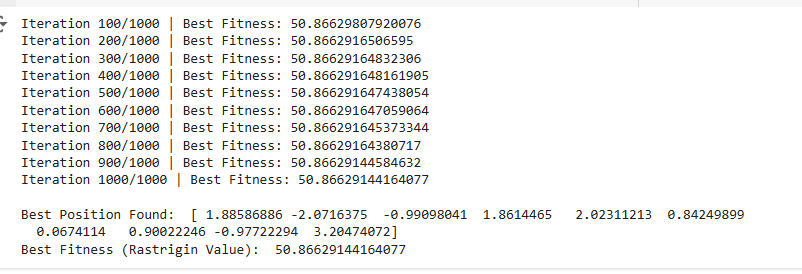 Iteration 100/1000 | Best Fitness: 50.86629807920076
Iteration 200/1000 | Best Fitness: 50.8662916506595
Iteration 300/1000 | Best Fitness: 50.86629164832306
Iteration 400/1000 | Best Fitness: 50.866291648161905
Iteration 500/1000 | Best Fitness: 50.866291647438054
Iteration 600/1000 | Best Fitness: 50.866291647059064
Iteration 700/1000 | Best Fitness: 50.866291645373344
Iteration 800/1000 | Best Fitness: 50.86629164380717
Iteration 900/1000 | Best Fitness: 50.86629144584632
Iteration 1000/1000 | Best Fitness: 50.86629144164077
Best Position Found:  [ 1.88586886 -2.0716375  -0.99098041  1.8614465   2.02311213  0.84249899
  0.0674114   0.90022246 -0.97722294  3.20474072]
Best Fitness (Rastrigin Value):  50.86629144164077